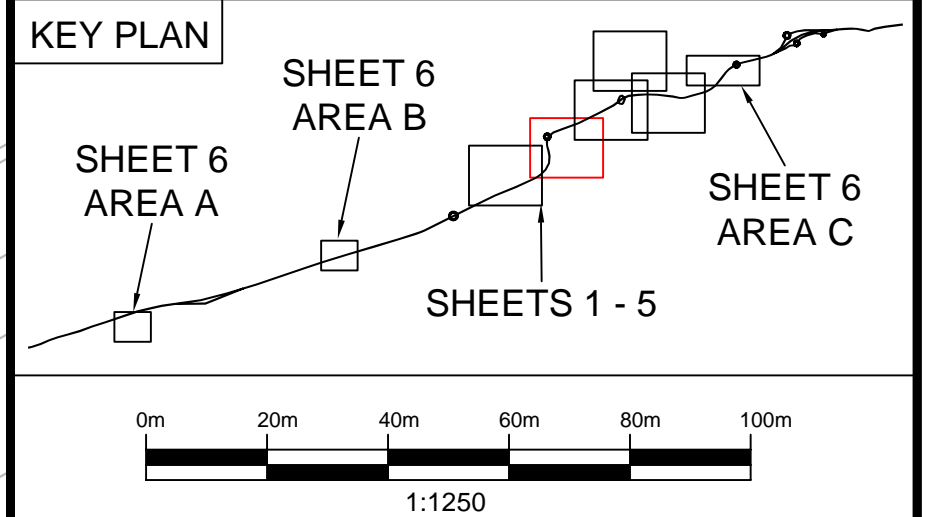 KEY PLAN
SHEET 6
AREA B
SHEET 6
AREA A
SHEET 6
AREA C
SHEETS 1 - 5
0m 20m 40m 60m 80m 100m
1:1250